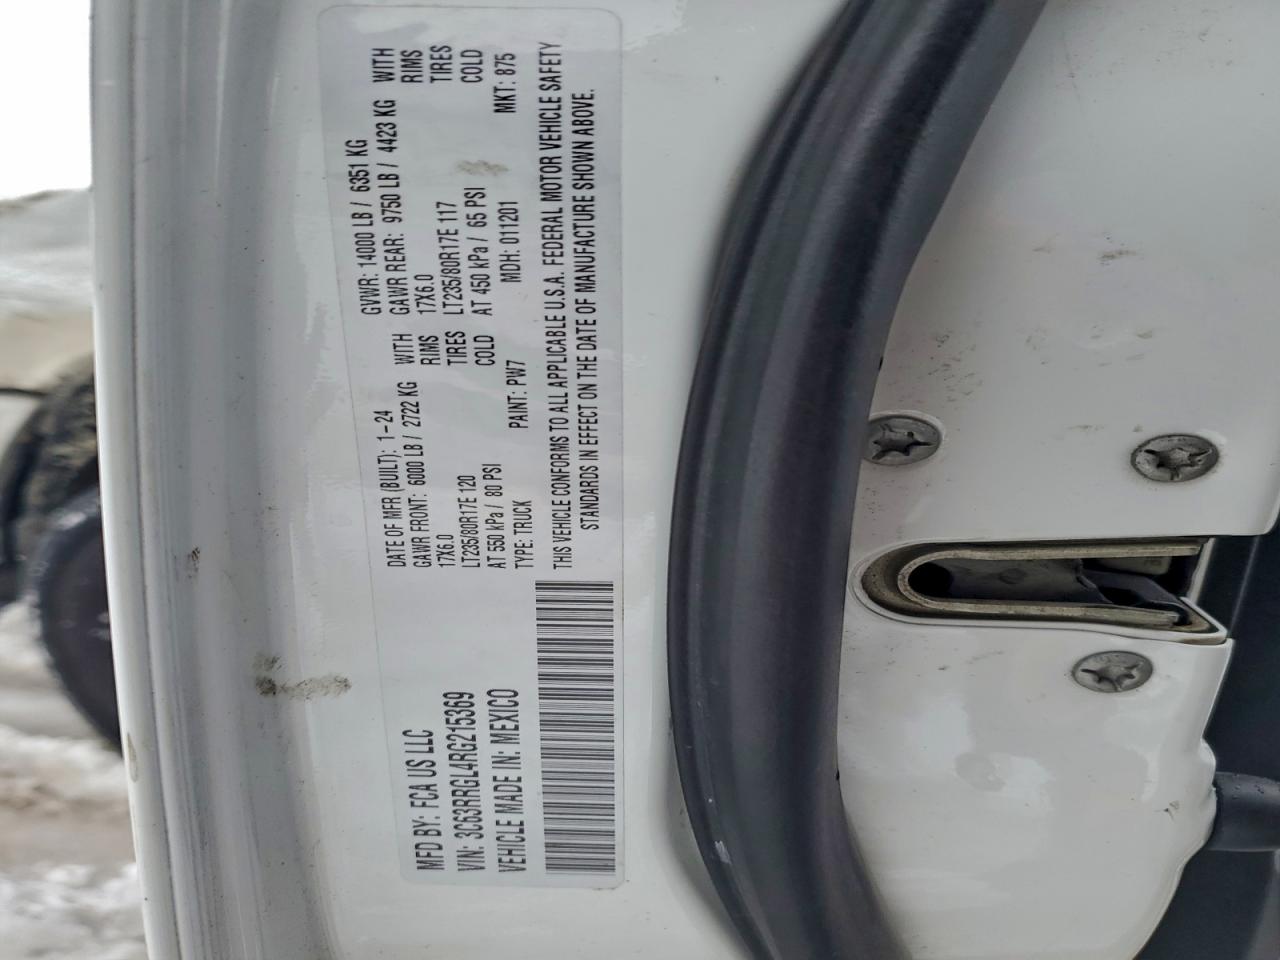 MFD BY: FCA US LLC
VIN: 3C63RRGL4RG215369
VEHICLE MADE IN: MEXICO
DATE OF MFR (BUILT): 1-24 GVWR: 14000 LB / 6351 KG
GAWR FRONT: 6000 LB / 2722 KG WITH GAWR REAR: 9750 LB / 4423 KG WITH
17X6.0 RIMS 17X6.0 RIMS
LT235/80R17E 120 TIRES LT235/80R17E 117 TIRES
AT 550 kPa / 80 PSI COLD AT 450 kPa / 65 PSI COLD
TYPE: TRUCK PAINT: PW7 MDH: 011201 MKT: 875
THIS VEHICLE CONFORMS TO ALL APPLICABLE U.S.A. FEDERAL MOTOR VEHICLE SAFETY
STANDARDS IN EFFECT ON THE DATE OF MANUFACTURE SHOWN ABOVE.